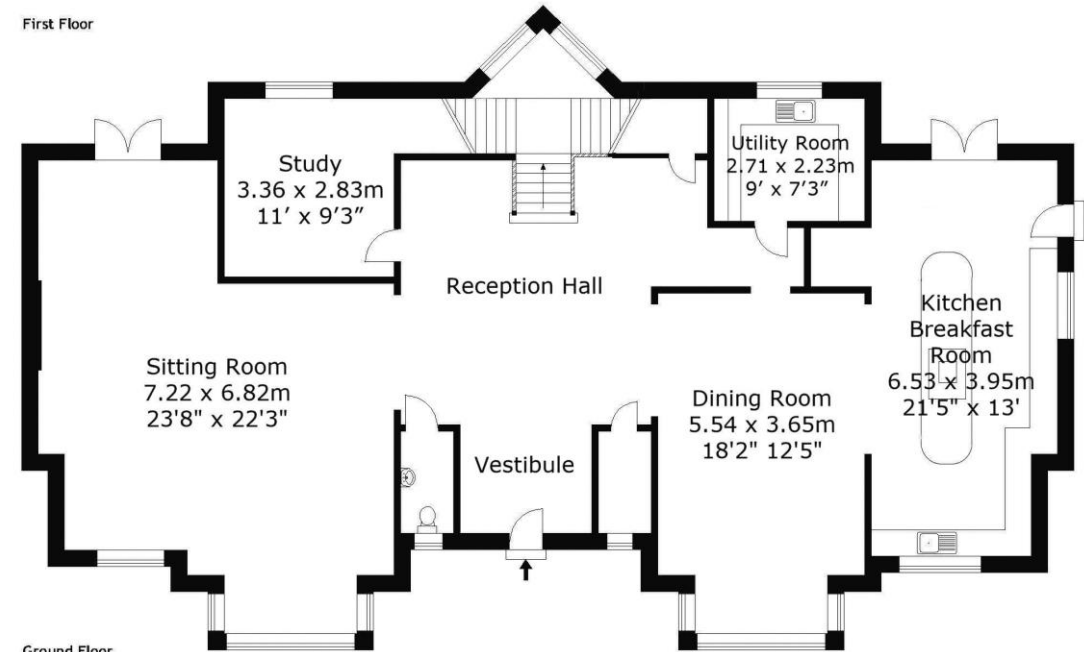 First Floor
Study
3.36 x 2.83m
11’ x 9’3”
Utility Room
2.71 x 2.23m
9’ x 7’3”
Reception Hall
Kitchen
Breakfast
Room
6.53 x 3.95m
21'5" x 13'
Sitting Room
7.22 x 6.82m
23'8" x 22'3"
Dining Room
5.54 x 3.65m
18'2" 12'5"
Vestibule
Ground Floor